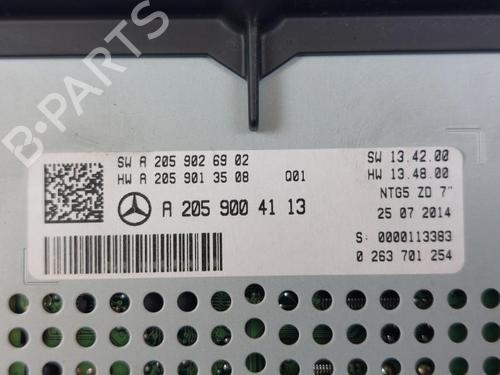 B-PARTS
SW A 205 902 69 02
HW A 205 901 35 08 Q01
A 205 900 41 13
SW 13.42.00
HW 13.48.00
NTG5 ZD 7"
25 07 2014
S: 0000113383
0 263 701 254